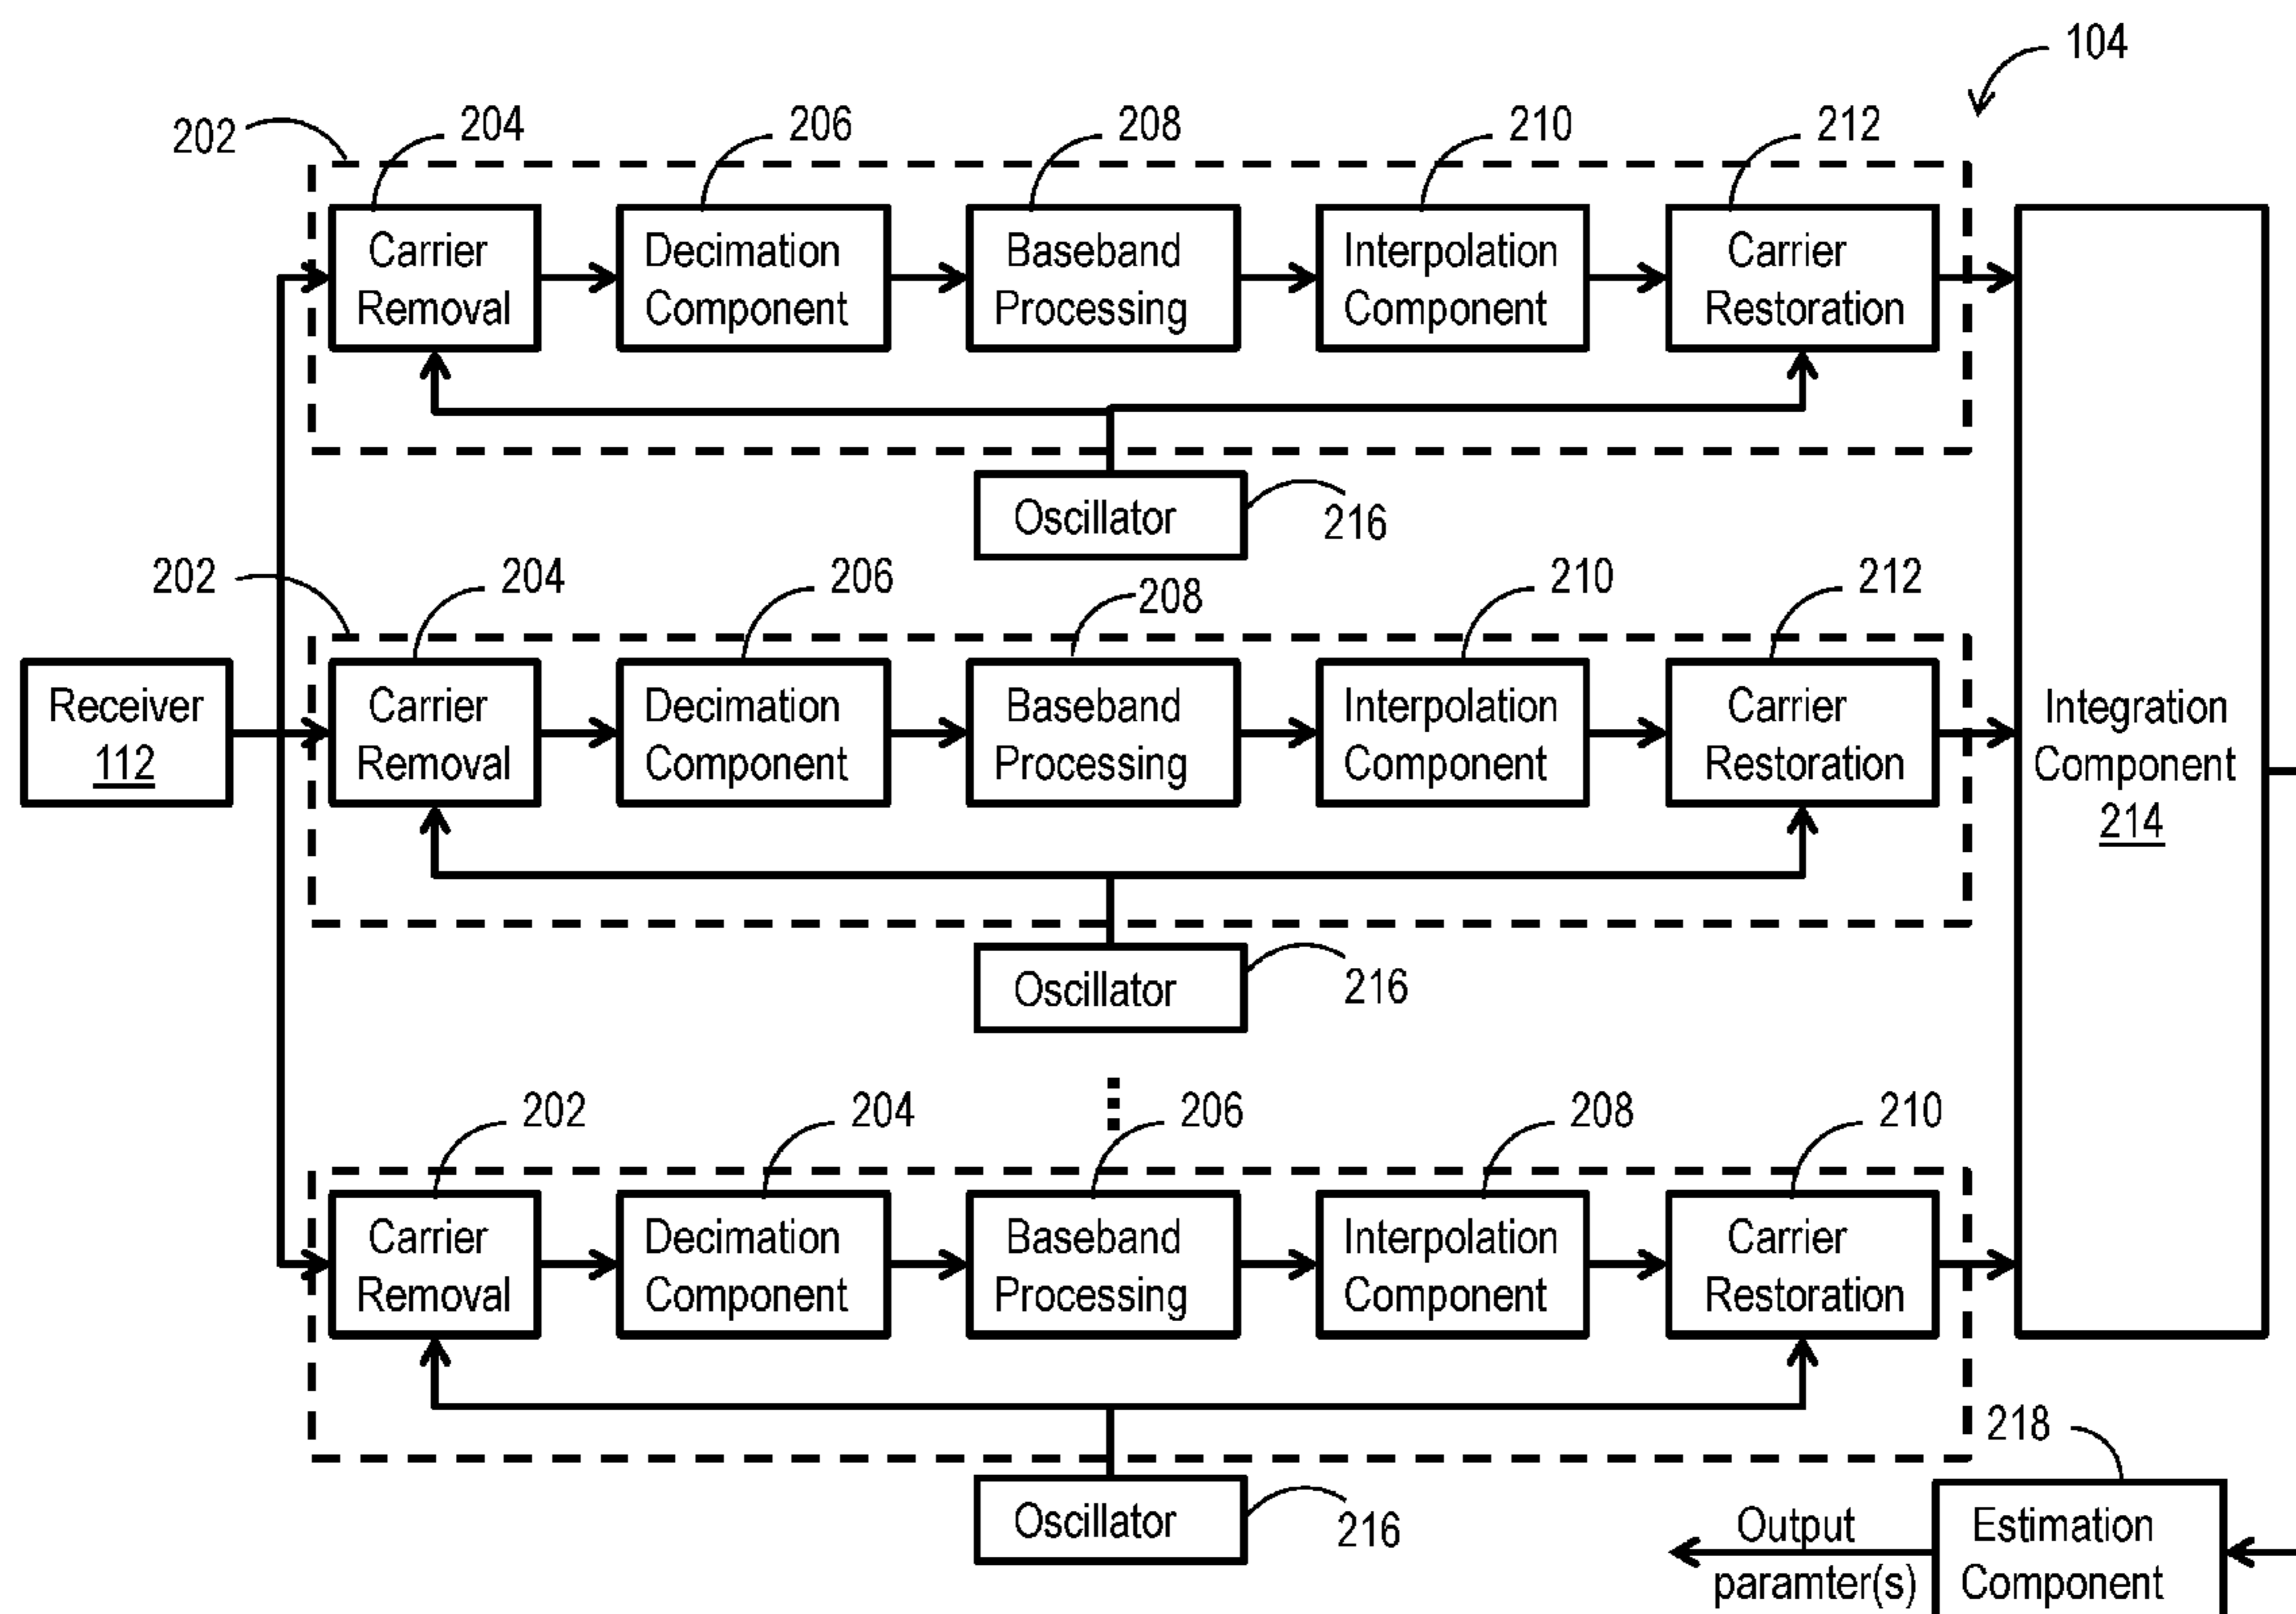 104
202
204
206
208
210
212
Carrier
Removal
Decimation
Component
Baseband
Processing
Interpolation
Component
Carrier
Restoration
Oscillator
216
202
204
206
208
210
212
Receiver
112
Carrier
Removal
Decimation
Component
Baseband
Processing
Interpolation
Component
Carrier
Restoration
Integration
Component
214
Oscillator
216
202
204
206
208
210
Carrier
Removal
Decimation
Component
Baseband
Processing
Interpolation
Component
Carrier
Restoration
Oscillator
216
218
Output
paramter(s)
Estimation
Component